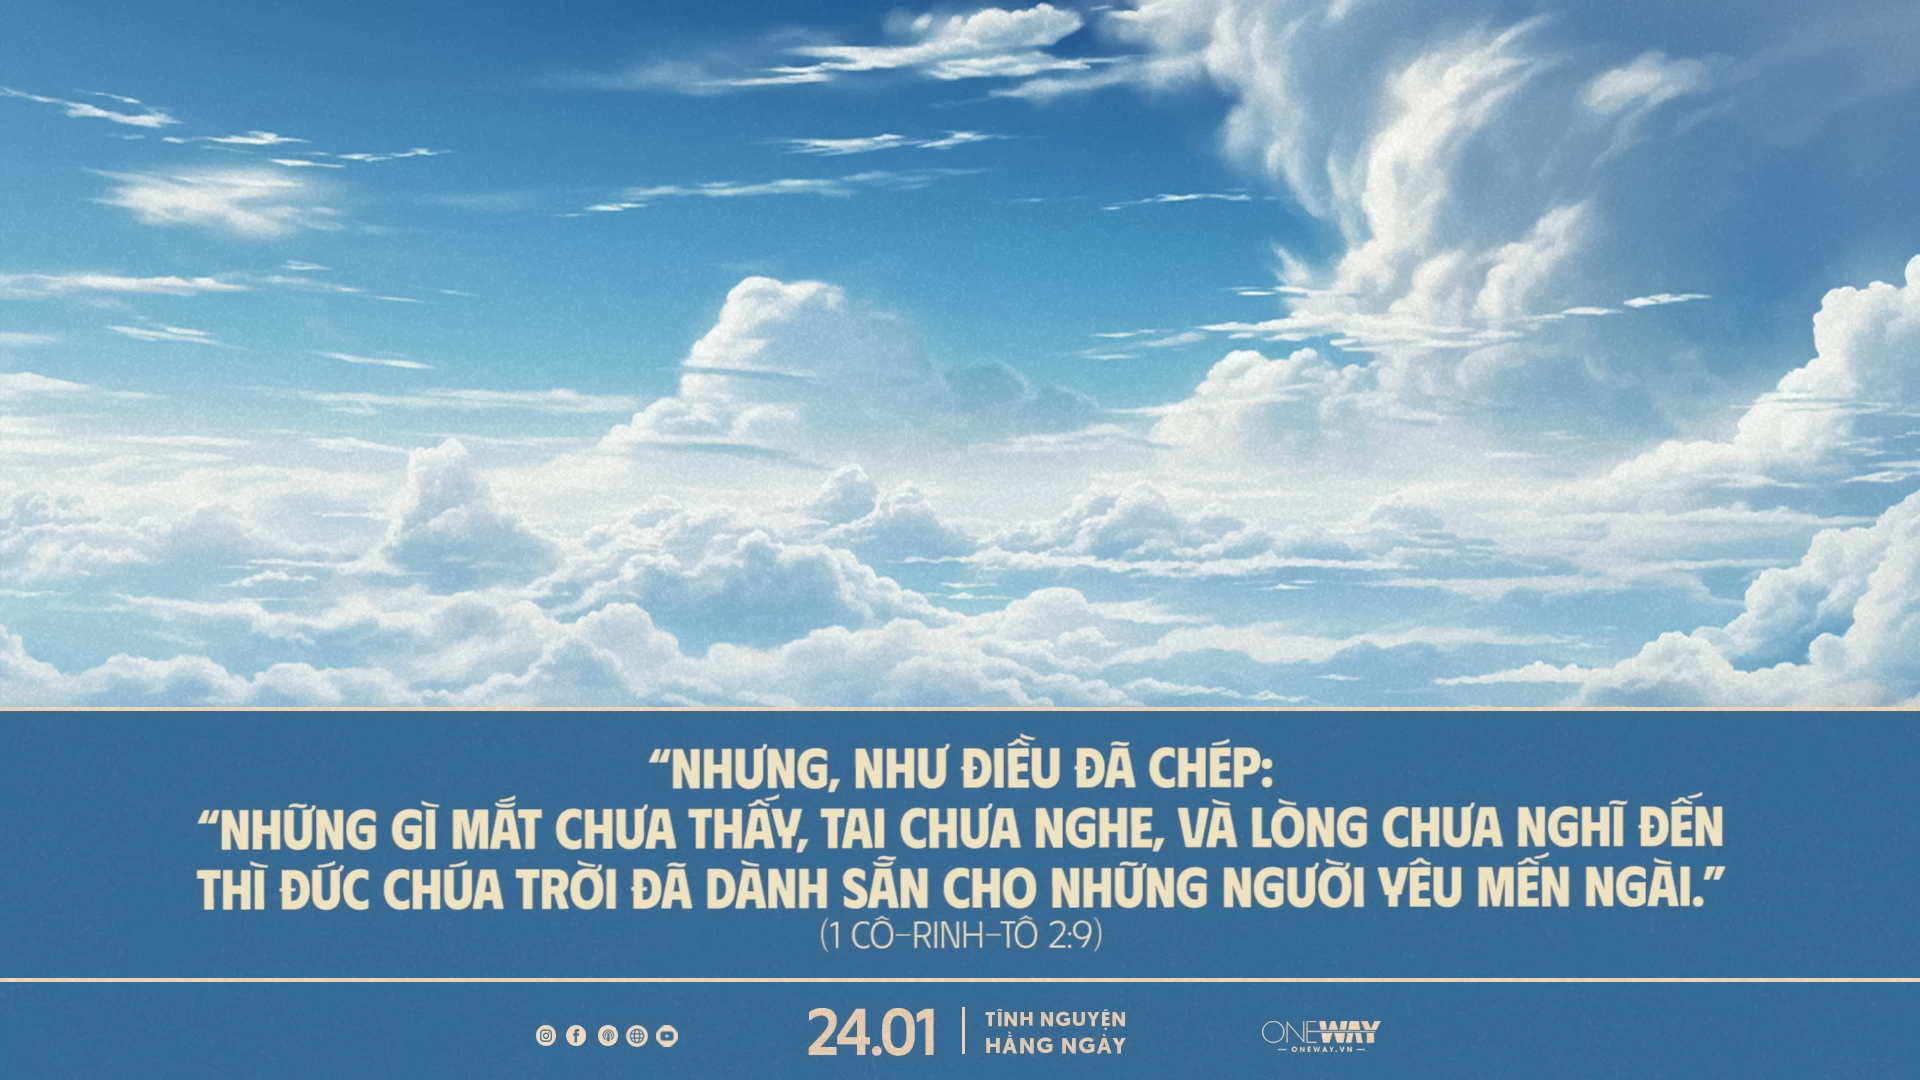 “NHƯNG, NHƯ ĐIỀU ĐÃ CHÉP:
“NHỮNG GÌ MẮT CHƯA THẤY, TAI CHƯA NGHE, VÀ LÒNG CHƯA NGHĨ ĐẾN
THÌ ĐỨC CHÚA TRỜI ĐÃ DÀNH SẴN CHO NHỮNG NGƯỜI YÊU MẾN NGÀI.”
(1 CÔ-RINH-TÔ 2:9)
24.01
TĨNH NGUYỆN
HẰNG NGÀY
ONEWAY
— ONEWAY.VN —